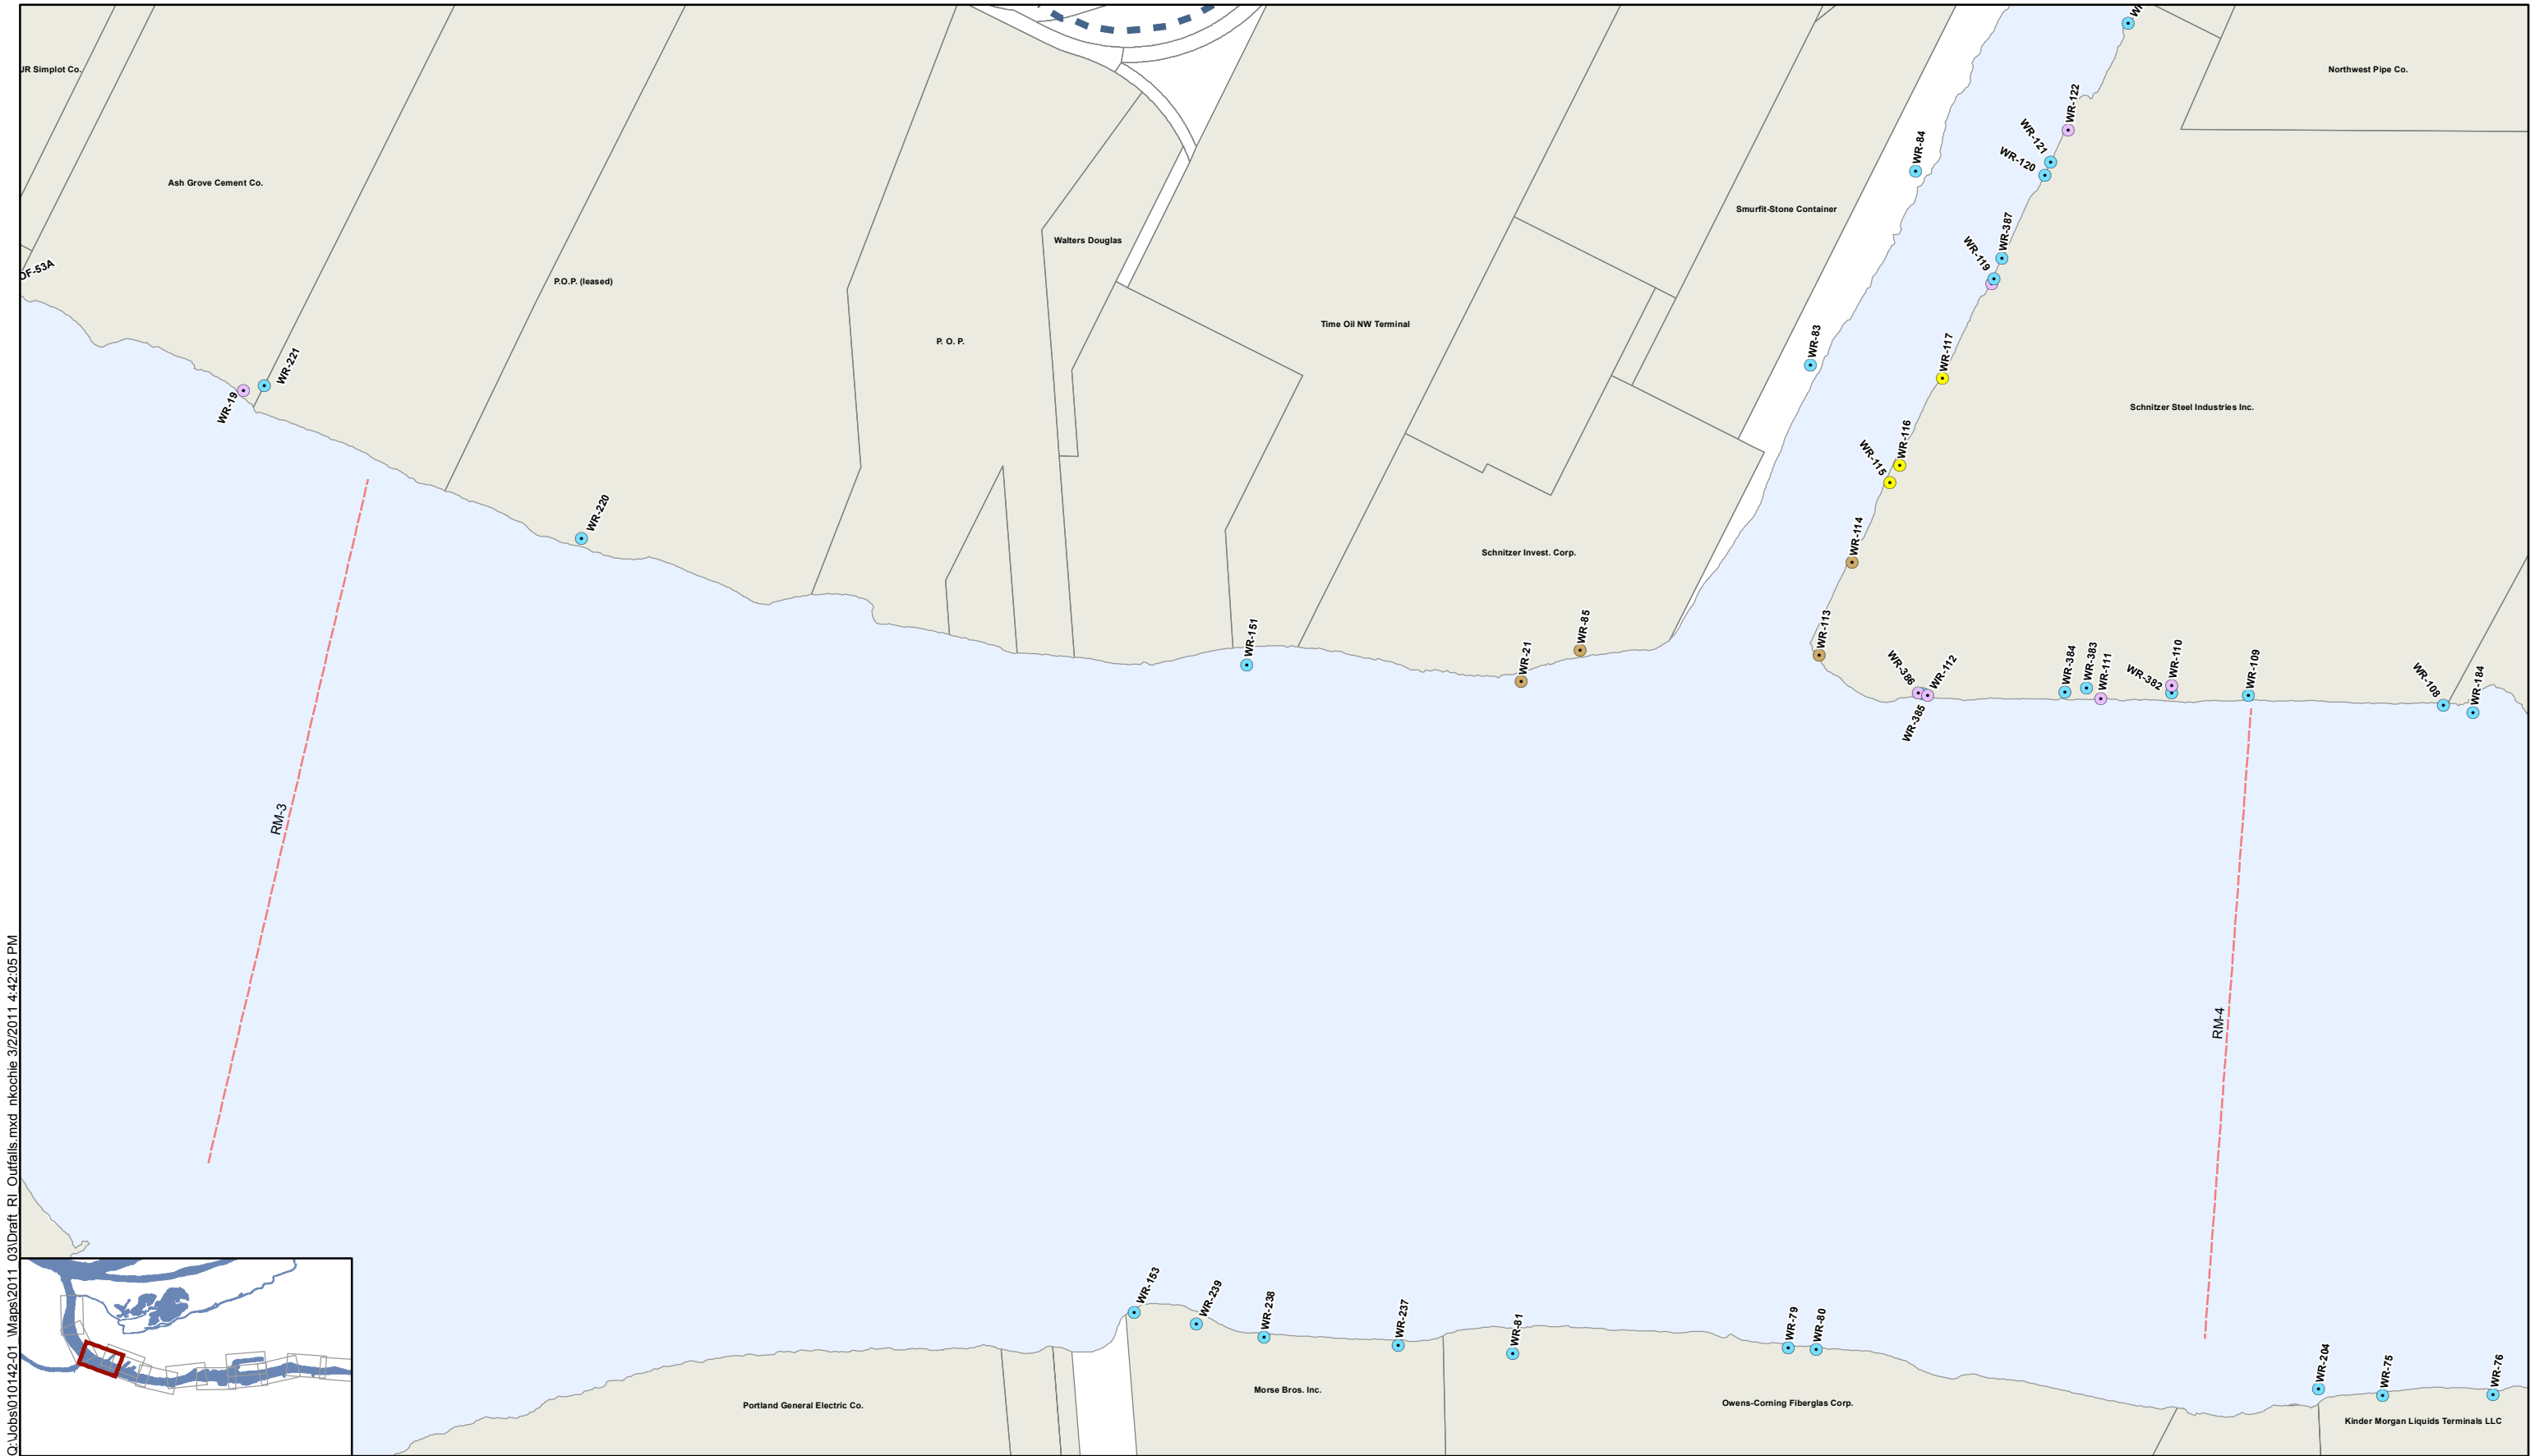 JR Simplot Co.
Northwest Pipe Co.
WR-122
WR-121
WR-120
WR-84
Ash Grove Cement Co.
Smurfit-Stone Container
Walters Douglas
WR-387
WR-119
OF-53A
P.O.P. (leased)
Time Oil NW Terminal
P. O. P.
WR-83
WR-117
WR-221
WR-19
Schnitzer Steel Industries Inc.
WR-116
WR-115
WR-220
WR-114
Schnitzer Invest. Corp.
WR-151
WR-21
WR-85
WR-113
WR-386
WR-112
WR-385
WR-384
WR-383
WR-111
WR-382
WR-110
WR-109
WR-108
WR-184
RM-3
RM-4
Q:\Jobs\010142-01_\Maps\2011_03\Draft_RI_Outfalls.mxd nkochie 3/2/2011 4:42:05 PM
WR-153
WR-239
WR-238
WR-237
WR-81
WR-79
WR-80
WR-204
WR-75
WR-76
Portland General Electric Co.
Morse Bros. Inc.
Owens-Corning Fiberglas Corp.
Kinder Morgan Liquids Terminals LLC